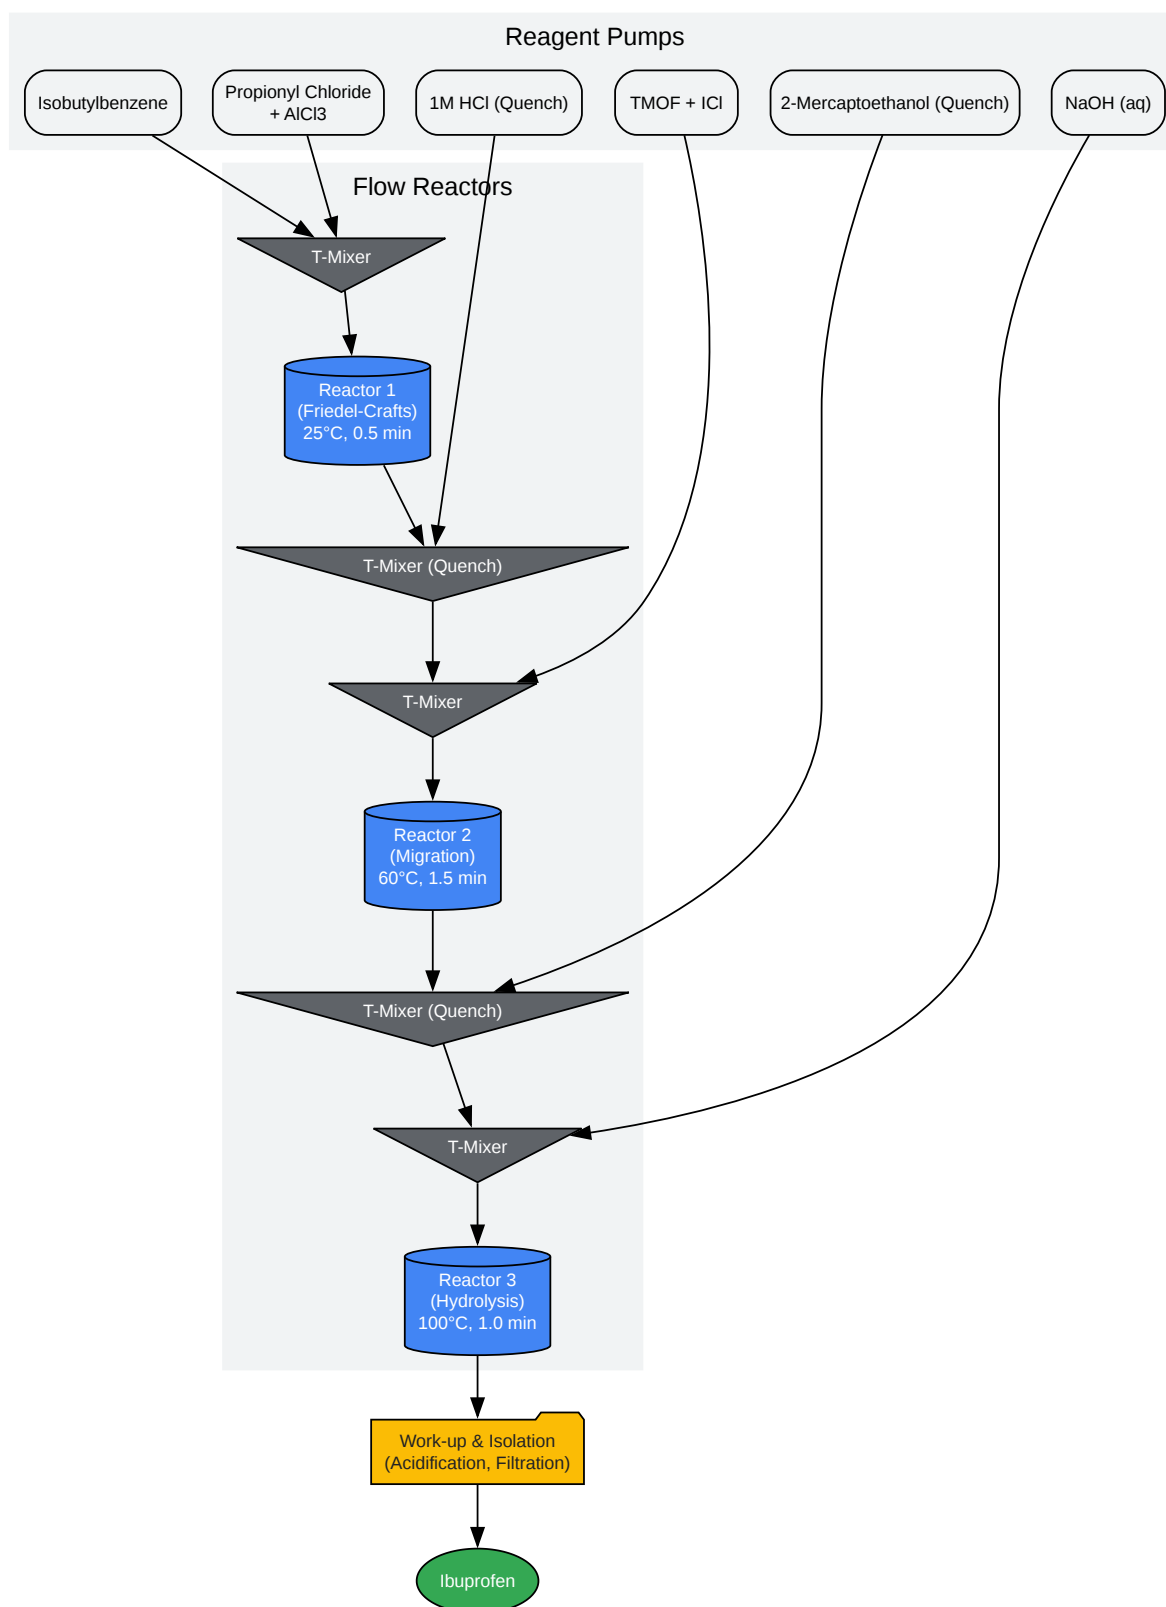 Reagent Pumps
Isobutylbenzene
Propionyl Chloride
+ AlCl3
1M HCl (Quench)
TMOF + ICl
2-Mercaptoethanol (Quench)
NaOH (aq)
Flow Reactors
T-Mixer
Reactor 1
(Friedel-Crafts)
25°C, 0.5 min
T-Mixer (Quench)
T-Mixer
Reactor 2
(Migration)
60°C, 1.5 min
T-Mixer (Quench)
T-Mixer
Reactor 3
(Hydrolysis)
100°C, 1.0 min
Work-up & Isolation
(Acidification, Filtration)
Ibuprofen